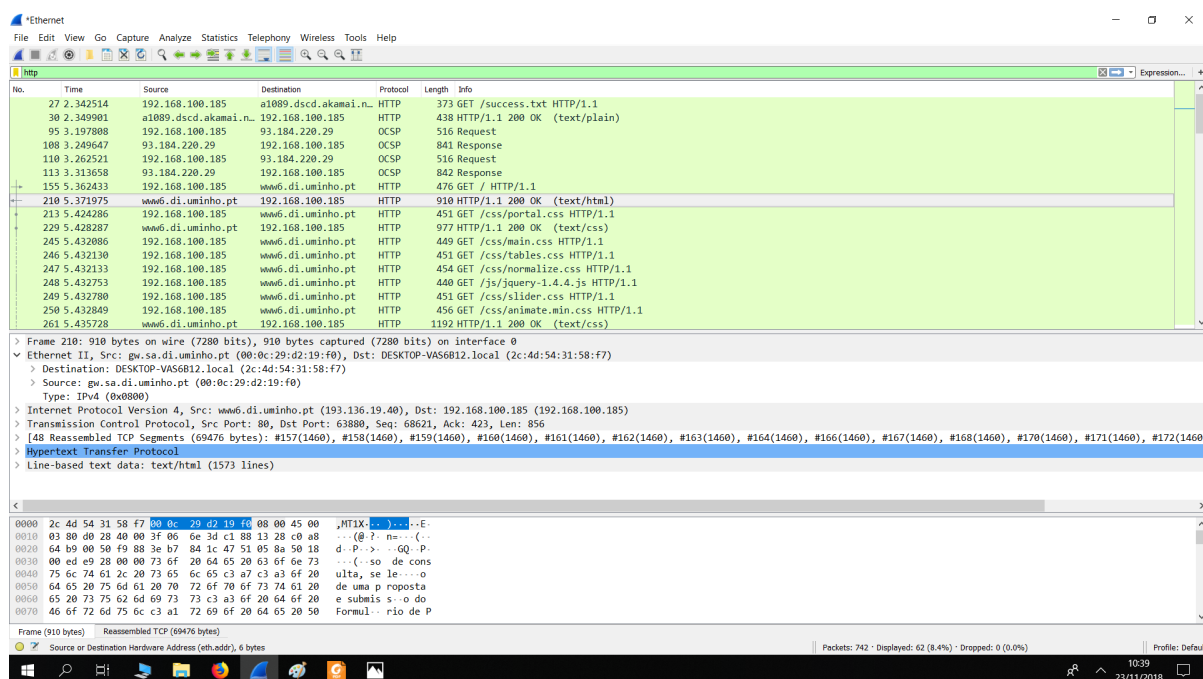 *Ethernet
File Edit View Go Capture Analyze Statistics Telephony Wireless Tools Help
http Expression... +
No. Time Source Destination Protocol Length Info
27 2.342514 192.168.100.185 a1089.dscd.akamai.n… HTTP 373 GET /success.txt HTTP/1.1
30 2.349901 a1089.dscd.akamai.n… 192.168.100.185 HTTP 438 HTTP/1.1 200 OK (text/plain)
95 3.197808 192.168.100.185 93.184.220.29 OCSP 516 Request
108 3.249647 93.184.220.29 192.168.100.185 OCSP 841 Response
110 3.262521 192.168.100.185 93.184.220.29 OCSP 516 Request
113 3.313658 93.184.220.29 192.168.100.185 OCSP 842 Response
155 5.362433 192.168.100.185 www6.di.uminho.pt HTTP 476 GET / HTTP/1.1
210 5.371975 www6.di.uminho.pt 192.168.100.185 HTTP 910 HTTP/1.1 200 OK (text/html)
213 5.424286 192.168.100.185 www6.di.uminho.pt HTTP 451 GET /css/portal.css HTTP/1.1
229 5.428287 www6.di.uminho.pt 192.168.100.185 HTTP 977 HTTP/1.1 200 OK (text/css)
245 5.432086 192.168.100.185 www6.di.uminho.pt HTTP 449 GET /css/main.css HTTP/1.1
246 5.432130 192.168.100.185 www6.di.uminho.pt HTTP 451 GET /css/tables.css HTTP/1.1
247 5.432133 192.168.100.185 www6.di.uminho.pt HTTP 454 GET /css/normalize.css HTTP/1.1
248 5.432753 192.168.100.185 www6.di.uminho.pt HTTP 440 GET /js/jquery-1.4.4.js HTTP/1.1
249 5.432780 192.168.100.185 www6.di.uminho.pt HTTP 451 GET /css/slider.css HTTP/1.1
250 5.432849 192.168.100.185 www6.di.uminho.pt HTTP 456 GET /css/animate.min.css HTTP/1.1
261 5.435728 www6.di.uminho.pt 192.168.100.185 HTTP 1192 HTTP/1.1 200 OK (text/css)
> Frame 210: 910 bytes on wire (7280 bits), 910 bytes captured (7280 bits) on interface 0
Ethernet II, Src: gw.sa.di.uminho.pt (00:0c:29:d2:19:f0), Dst: DESKTOP-VAS6B12.local (2c:4d:54:31:58:f7)
> Destination: DESKTOP-VAS6B12.local (2c:4d:54:31:58:f7)
> Source: gw.sa.di.uminho.pt (00:0c:29:d2:19:f0)
Type: IPv4 (0x0800)
> Internet Protocol Version 4, Src: www6.di.uminho.pt (193.136.19.40), Dst: 192.168.100.185 (192.168.100.185)
> Transmission Control Protocol, Src Port: 80, Dst Port: 63880, Seq: 68621, Ack: 423, Len: 856
> [48 Reassembled TCP Segments (69476 bytes): #157(1460), #158(1460), #159(1460), #160(1460), #161(1460), #162(1460), #163(1460), #164(1460), #166(1460), #167(1460), #168(1460), #170(1460), #171(1460), #172(1460
> Hypertext Transfer Protocol
> Line-based text data: text/html (1573 lines)
0000 2c 4d 54 31 58 f7 00 0c 29 d2 19 f0 08 00 45 00 ,MT1X··· )·····E·
0010 03 80 d0 28 40 00 3f 06 6e 3d c1 88 13 28 c0 a8 ···(@·?· n=···(··
0020 64 b9 00 50 f9 88 3e b7 84 1c 47 51 05 8a 50 18 d··P··>· ··GQ··P·
0030 00 ed e9 28 00 00 73 6f 20 64 65 20 63 6f 6e 73 ···(··so de cons
0040 75 6c 74 61 2c 20 73 65 6c 65 c3 a7 c3 a3 6f 20 ulta, se le····o
0050 64 65 20 75 6d 61 20 70 72 6f 70 6f 73 74 61 20 de uma p roposta
0060 65 20 73 75 62 6d 69 73 73 c3 a3 6f 20 64 6f 20 e submis s··o do
0070 46 6f 72 6d 75 6c c3 a1 72 69 6f 20 64 65 20 50 Formul·· rio de P
Frame (910 bytes) Reassembled TCP (69476 bytes)
Source or Destination Hardware Address (eth.addr), 6 bytes Packets: 742 · Displayed: 62 (8.4%) · Dropped: 0 (0.0%) Profile: Defau
10:39
23/11/2018